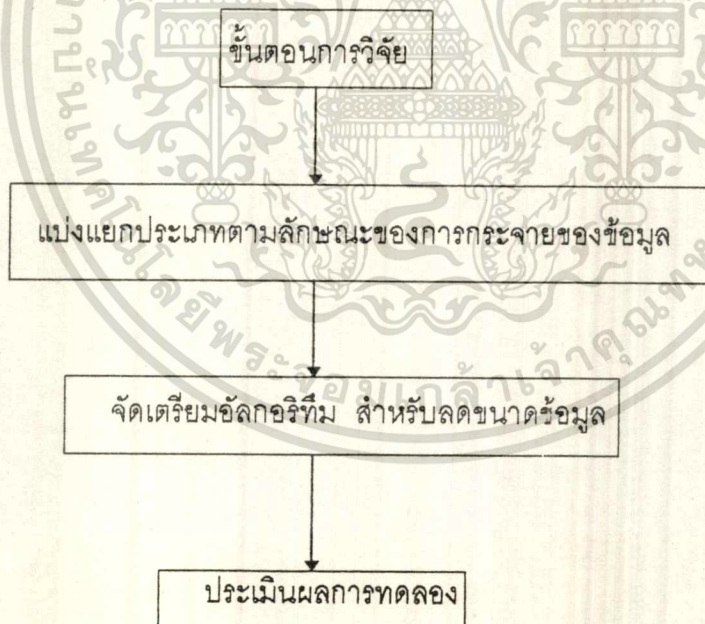 ขั้นตอนการวิจัย
แบ่งแยกประเภทตามลักษณะของการกระจายของข้อมูล
จัดเตรียมอัลกอริทึม สำหรับลดขนาดข้อมูล
ประเมินผลการทดลอง